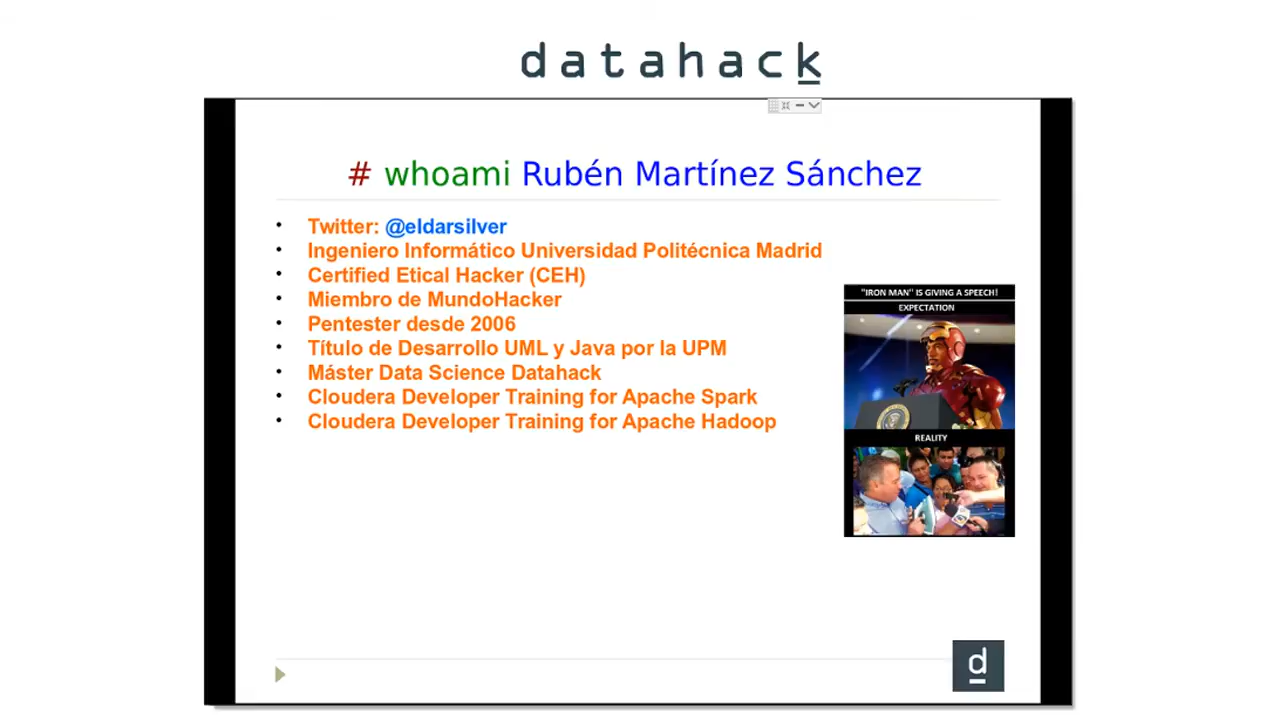 datahack
# whoami Rubén Martínez Sánchez
Twitter: @eldarsilver
Ingeniero Informático Universidad Politécnica Madrid
Certified Etical Hacker (CEH)
Miembro de MundoHacker
Pentester desde 2006
Título de Desarrollo UML y Java por la UPM
Máster Data Science Datahack
Cloudera Developer Training for Apache Spark
Cloudera Developer Training for Apache Hadoop
"IRON MAN" IS GIVING A SPEECH!
EXPECTATION
REALITY
d